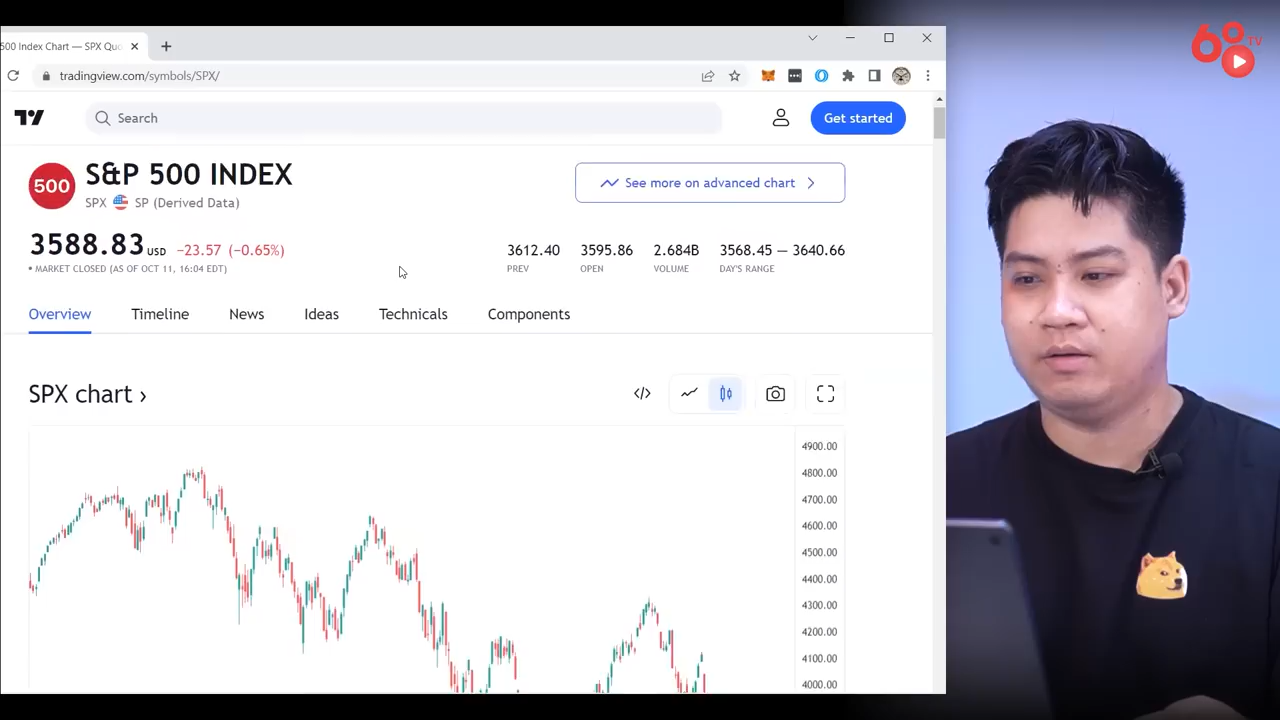 500 Index Chart — SPX Quo
tradingview.com/symbols/SPX/
Search
Get started
500
S&P 500 INDEX
SPX SP (Derived Data)
See more on advanced chart
3588.83 USD −23.57 (−0.65%)
• MARKET CLOSED (AS OF OCT 11, 16:04 EDT)
3612.40 3595.86 2.684B 3568.45 — 3640.66
PREV OPEN VOLUME DAY'S RANGE
Overview Timeline News Ideas Technicals Components
SPX chart ›
4900.00
4800.00
4700.00
4600.00
4500.00
4400.00
4300.00
4200.00
4100.00
4000.00
68 TV